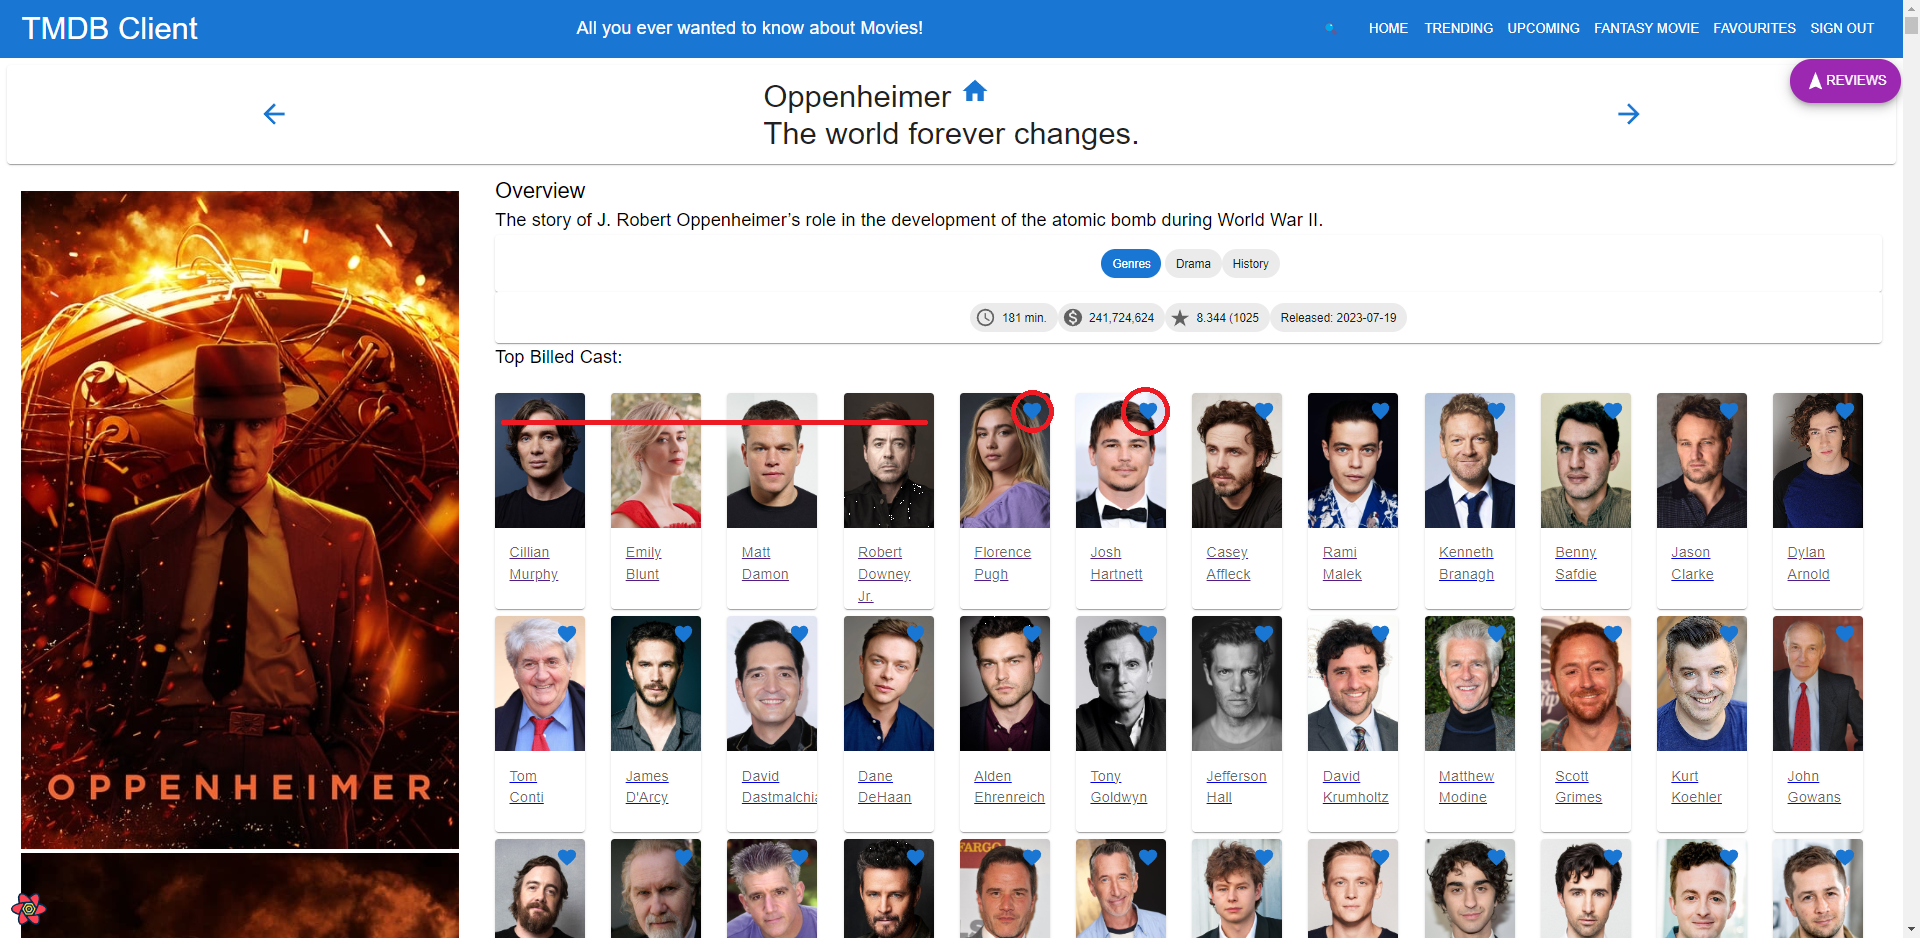 TMDB Client
All you ever wanted to know about Movies!
HOME TRENDING UPCOMING FANTASY MOVIE FAVOURITES SIGN OUT
REVIEWS
Oppenheimer
The world forever changes.
Overview
The story of J. Robert Oppenheimer’s role in the development of the atomic bomb during World War II.
Genres Drama History
181 min. 241,724,624 8.344 (1025 Released: 2023-07-19
Top Billed Cast:
Cillian
Murphy
Emily
Blunt
Matt
Damon
Robert
Downey
Jr.
Florence
Pugh
Josh
Hartnett
Casey
Affleck
Rami
Malek
Kenneth
Branagh
Benny
Safdie
Jason
Clarke
Dylan
Arnold
Tom
Conti
James
D'Arcy
David
Dastmalchi
Dane
DeHaan
Alden
Ehrenreich
Tony
Goldwyn
Jefferson
Hall
David
Krumholtz
Matthew
Modine
Scott
Grimes
Kurt
Koehler
John
Gowans
OPPENHEIMER
FARGO